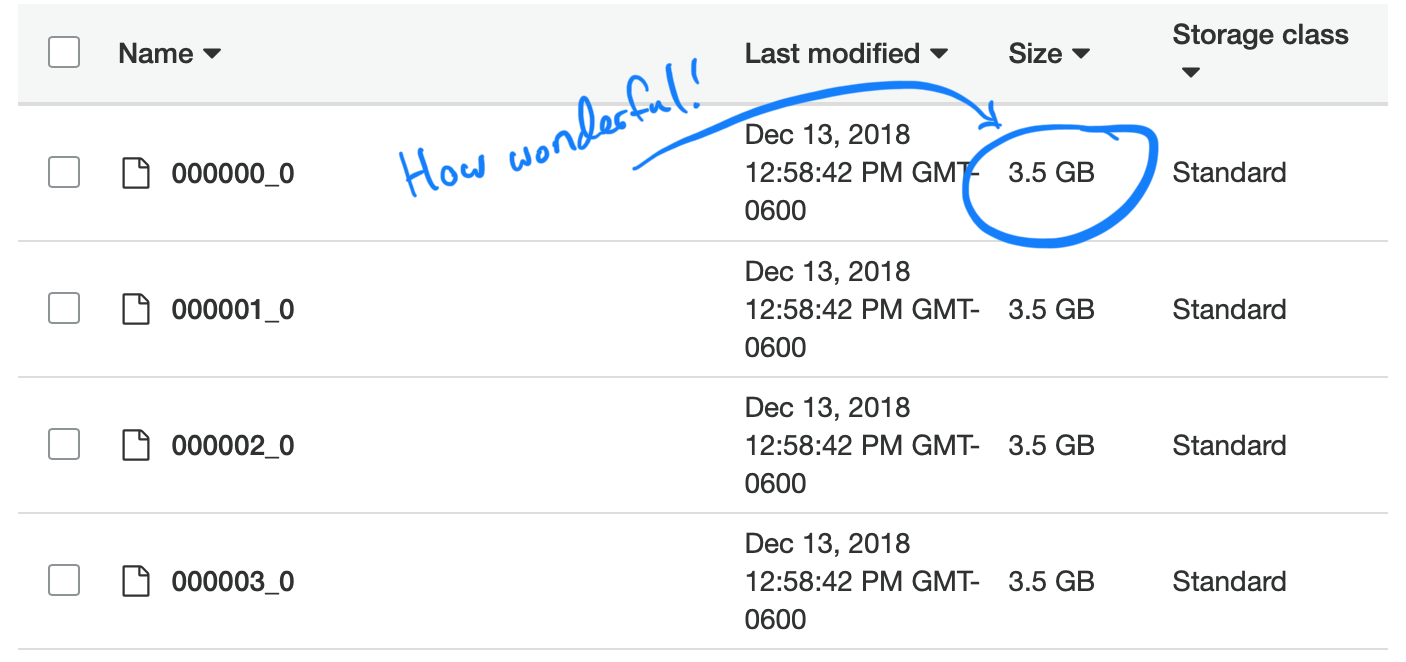 Name Last modified Size Storage class
How wonderful!
000000_0 Dec 13, 2018 12:58:42 PM GMT-0600 3.5 GB Standard
000001_0 Dec 13, 2018 12:58:42 PM GMT-0600 3.5 GB Standard
000002_0 Dec 13, 2018 12:58:42 PM GMT-0600 3.5 GB Standard
000003_0 Dec 13, 2018 12:58:42 PM GMT-0600 3.5 GB Standard